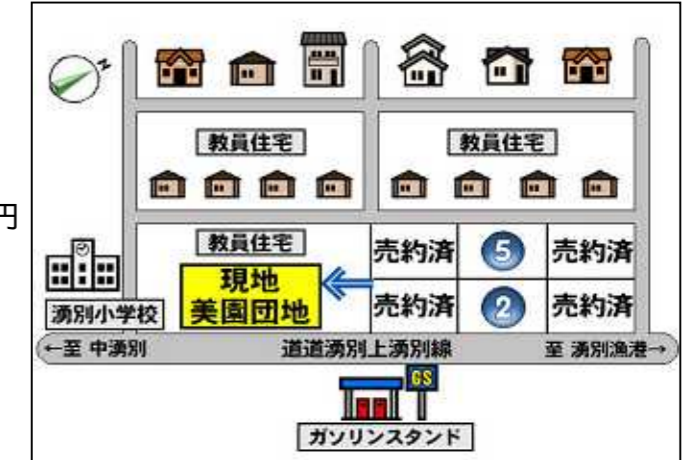 N
教員住宅
教員住宅
円
教員住宅
売約済
5
売約済
現地
美園団地
売約済
2
売約済
湧別小学校
←至 中湧別
道道湧別上湧別線
至 湧別漁港→
GS
ガソリンスタンド